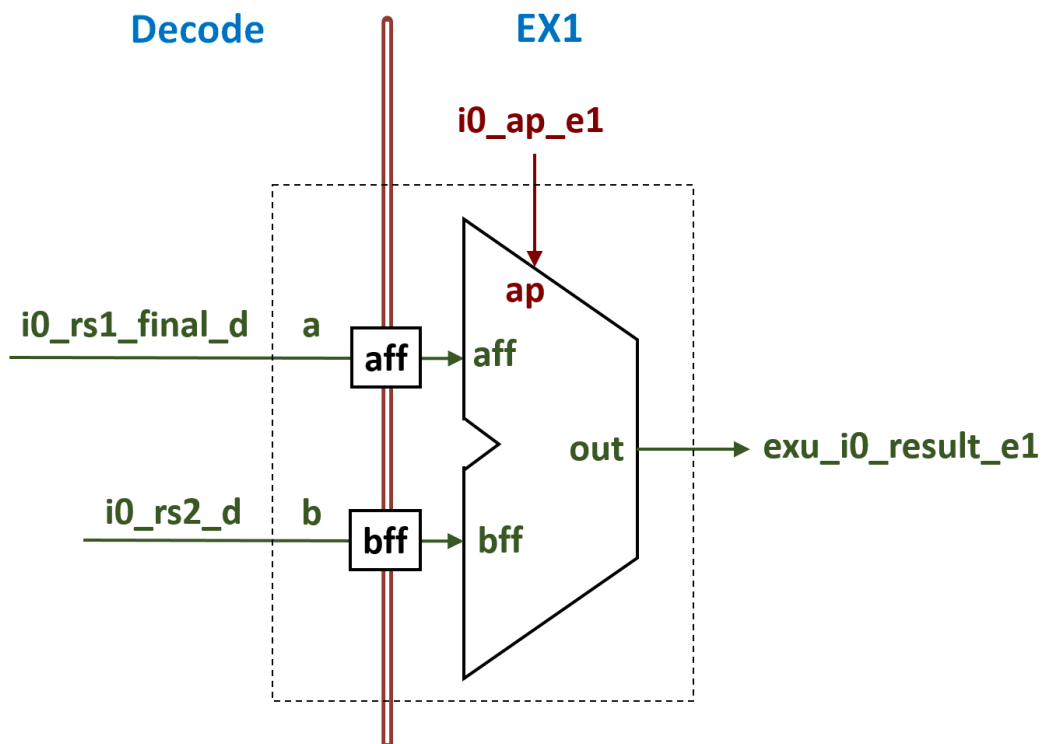 Decode
EX1
i0_ap_e1
ap
i0_rs1_final_d
a
aff
aff
out
exu_i0_result_e1
i0_rs2_d
b
bff
bff